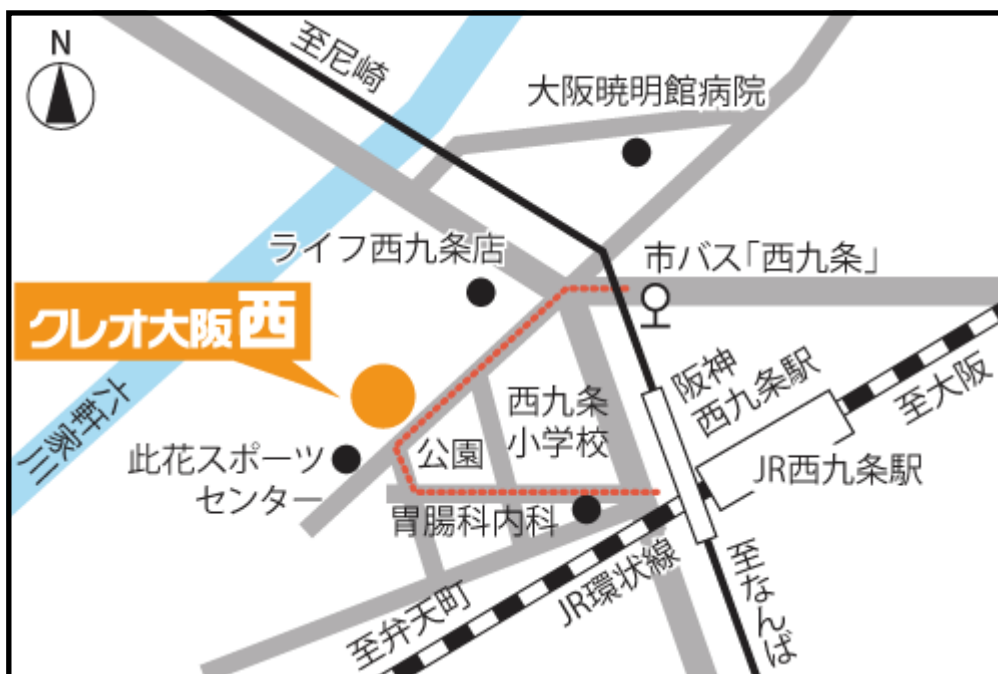 N
至尼崎
大阪暁明館病院
ライフ西九条店
市バス「西九条」
クレオ大阪西
六軒家川
阪神
西九条駅
至大阪
西九条
小学校
公園
此花スポーツ
センター
JR西九条駅
胃腸科内科
JR環状線
至弁天町
至なんば